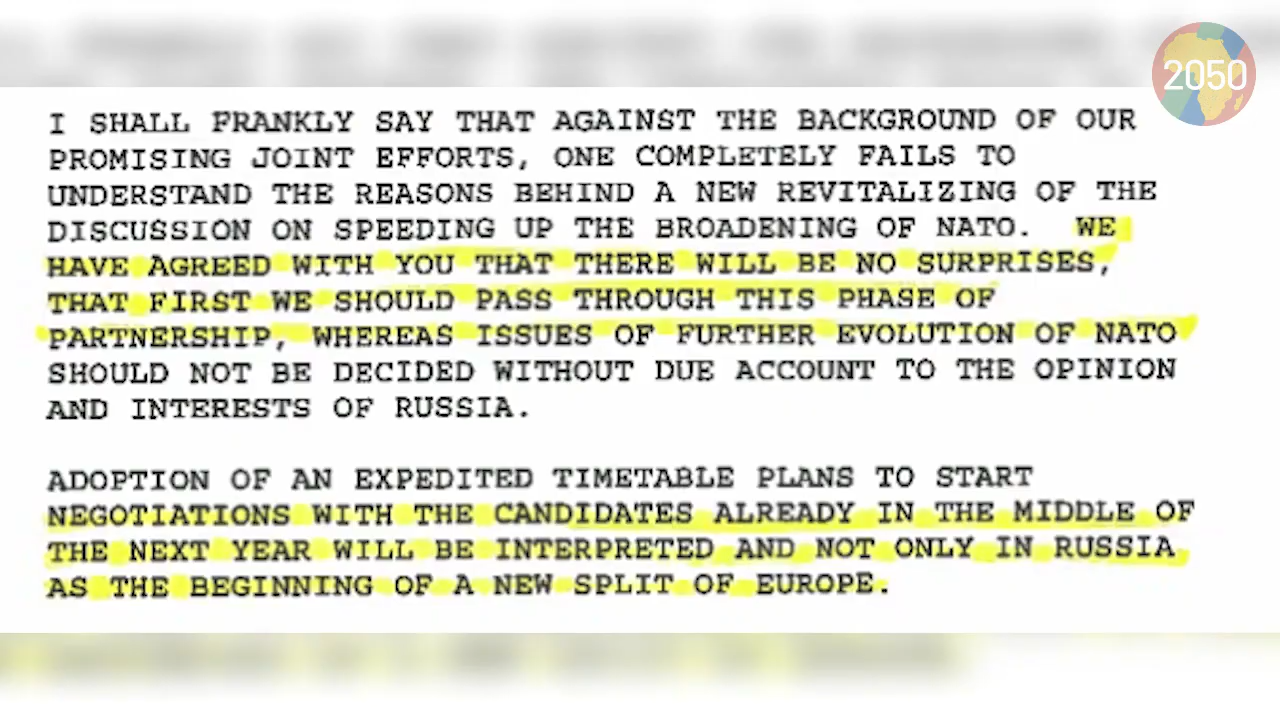 2050
I SHALL FRANKLY SAY THAT AGAINST THE BACKGROUND OF OUR
PROMISING JOINT EFFORTS, ONE COMPLETELY FAILS TO
UNDERSTAND THE REASONS BEHIND A NEW REVITALIZING OF THE
DISCUSSION ON SPEEDING UP THE BROADENING OF NATO. WE
HAVE AGREED WITH YOU THAT THERE WILL BE NO SURPRISES,
THAT FIRST WE SHOULD PASS THROUGH THIS PHASE OF
PARTNERSHIP, WHEREAS ISSUES OF FURTHER EVOLUTION OF NATO
SHOULD NOT BE DECIDED WITHOUT DUE ACCOUNT TO THE OPINION
AND INTERESTS OF RUSSIA.
ADOPTION OF AN EXPEDITED TIMETABLE PLANS TO START
NEGOTIATIONS WITH THE CANDIDATES ALREADY IN THE MIDDLE OF
THE NEXT YEAR WILL BE INTERPRETED AND NOT ONLY IN RUSSIA
AS THE BEGINNING OF A NEW SPLIT OF EUROPE.